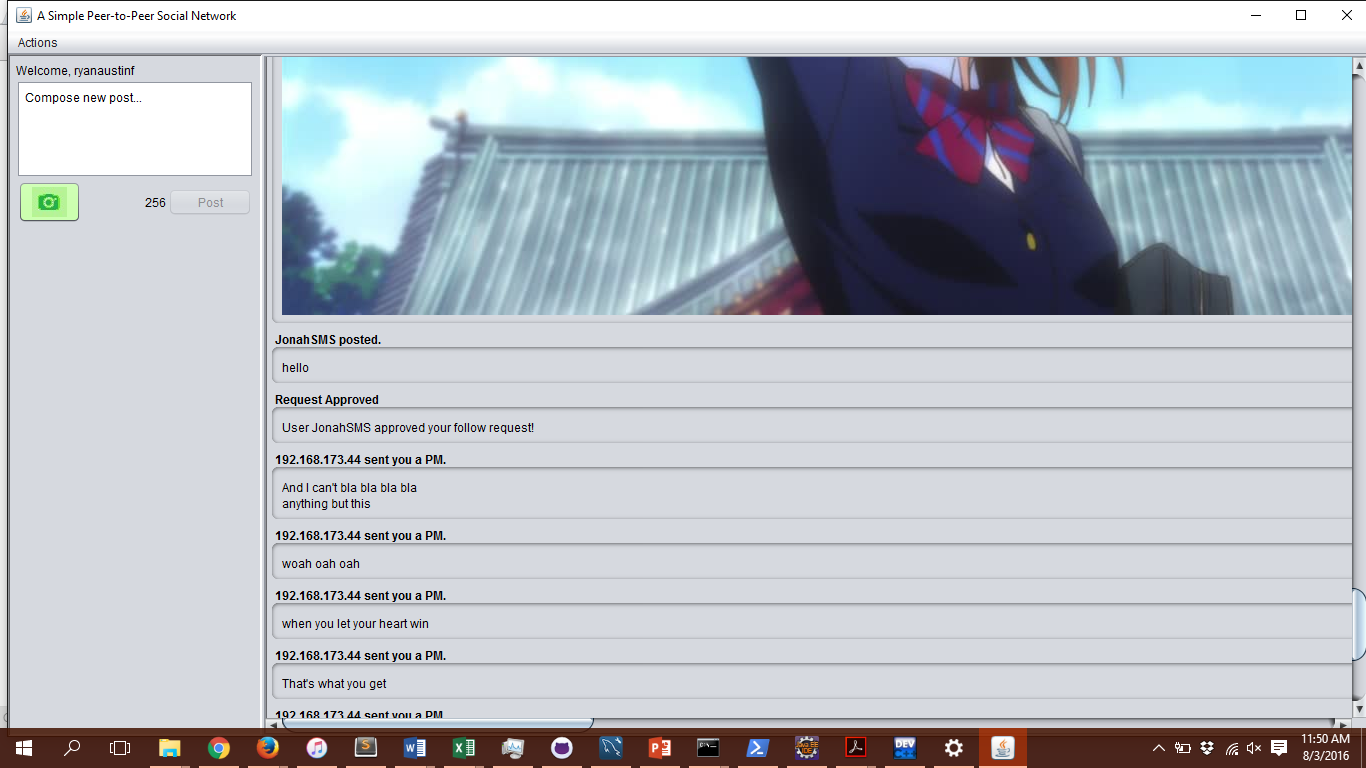 A Simple Peer-to-Peer Social Network
Actions
Welcome, ryanaustinf
Compose new post...
256
Post
JonahSMS posted.
hello
Request Approved
User JonahSMS approved your follow request!
192.168.173.44 sent you a PM.
And I can't bla bla bla bla
anything but this
192.168.173.44 sent you a PM.
woah oah oah
192.168.173.44 sent you a PM.
when you let your heart win
192.168.173.44 sent you a PM.
That's what you get
192.168.173.44 sent you a PM.
DEV
11:50 AM
8/3/2016